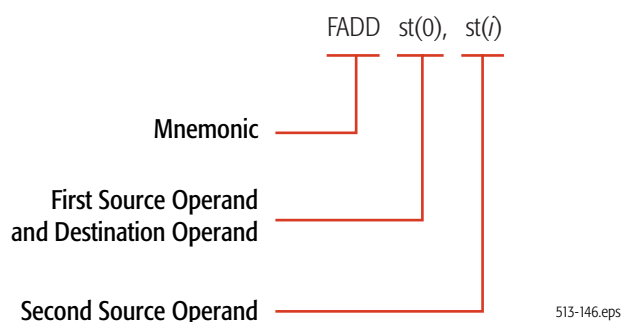 FADD st(0), st(i)
Mnemonic
First Source Operand
and Destination Operand
Second Source Operand
513-146.eps